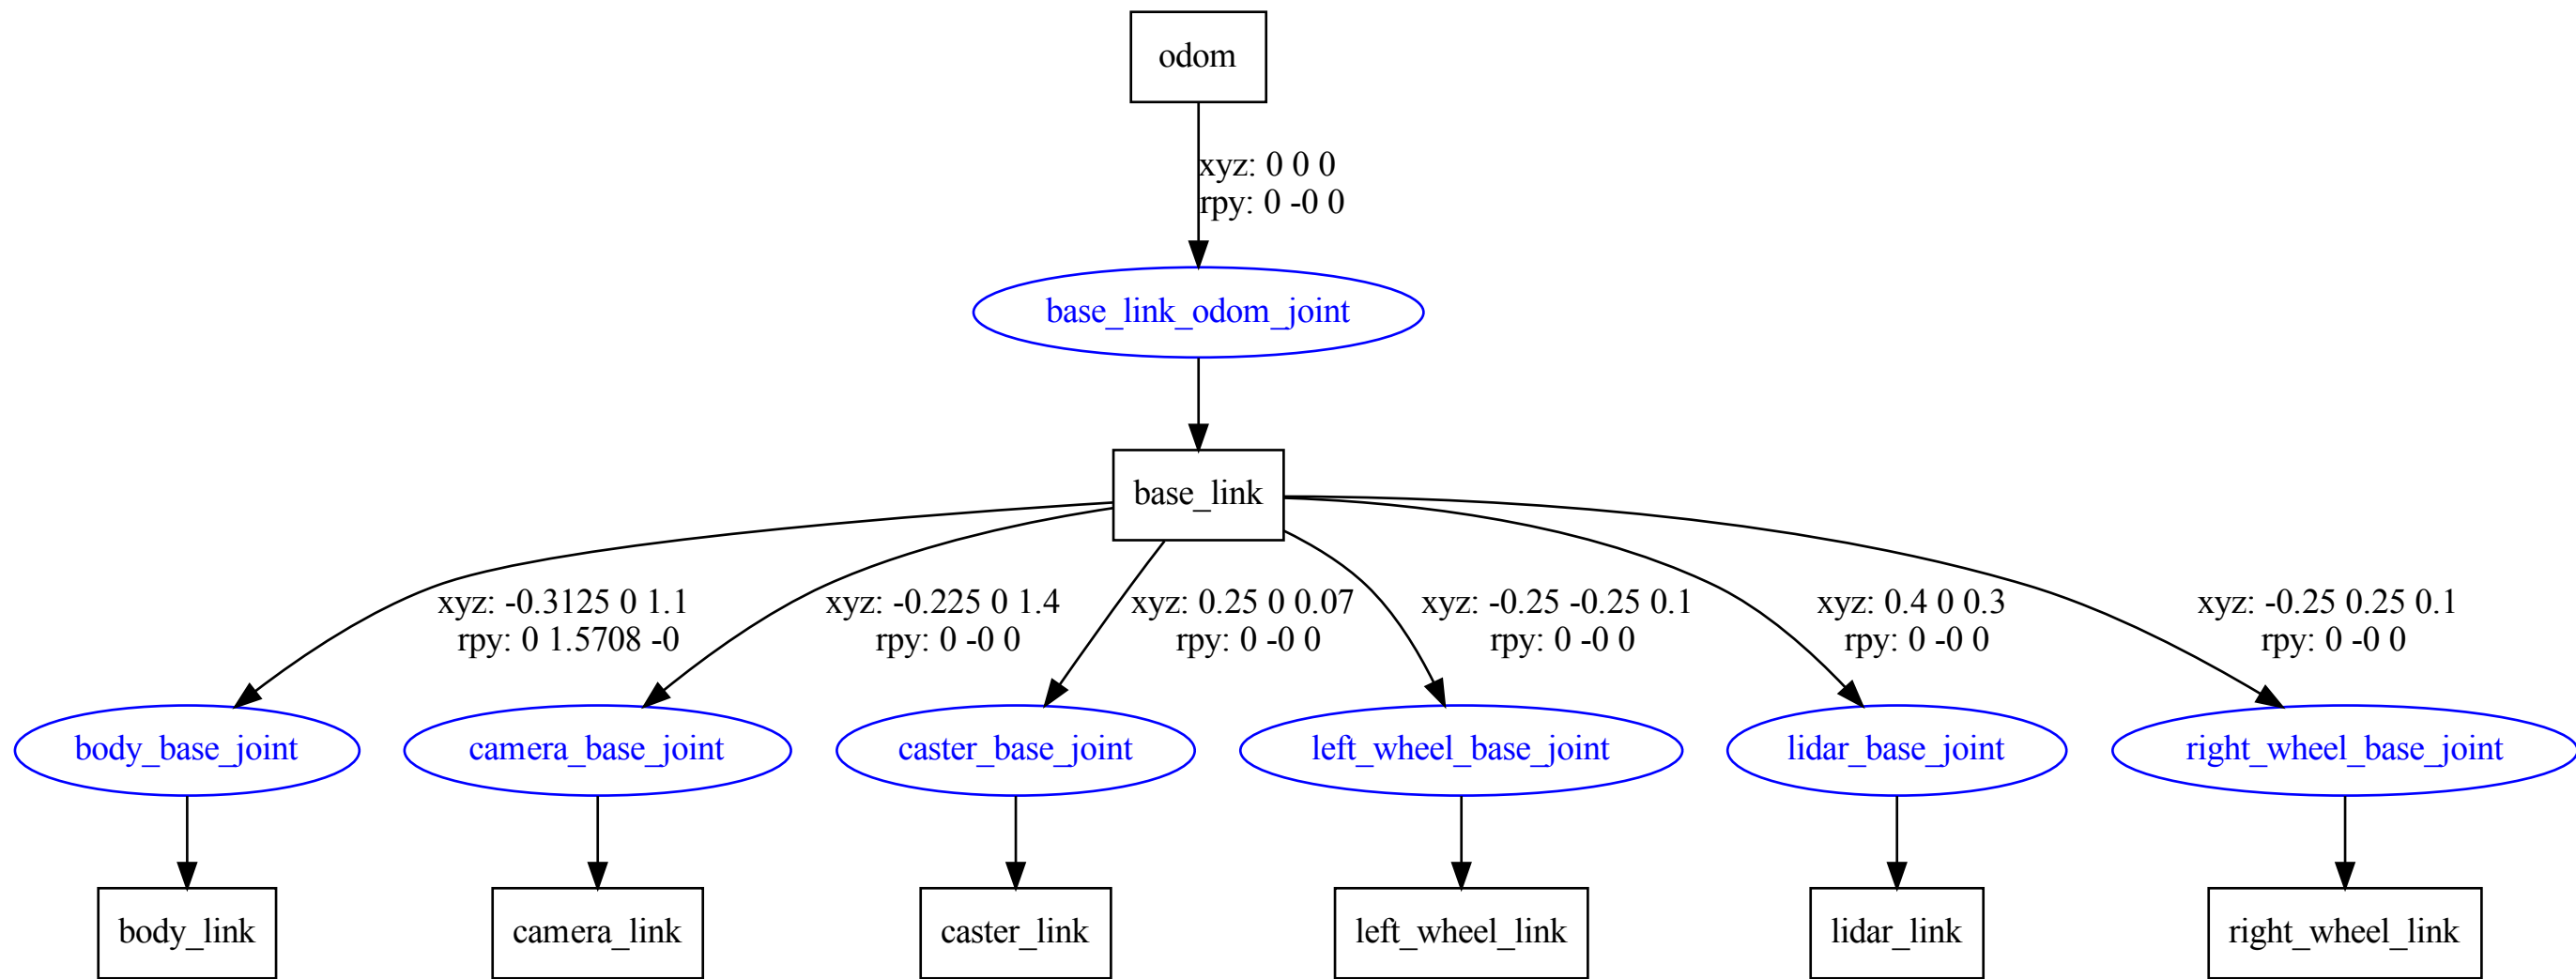 odom
xyz: 0 0 0
rpy: 0 -0 0
base_link_odom_joint
base_link
xyz: -0.3125 0 1.1
rpy: 0 1.5708 -0
xyz: -0.225 0 1.4
rpy: 0 -0 0
xyz: 0.25 0 0.07
rpy: 0 -0 0
xyz: -0.25 -0.25 0.1
rpy: 0 -0 0
xyz: 0.4 0 0.3
rpy: 0 -0 0
xyz: -0.25 0.25 0.1
rpy: 0 -0 0
body_base_joint
camera_base_joint
caster_base_joint
left_wheel_base_joint
lidar_base_joint
right_wheel_base_joint
body_link
camera_link
caster_link
left_wheel_link
lidar_link
right_wheel_link